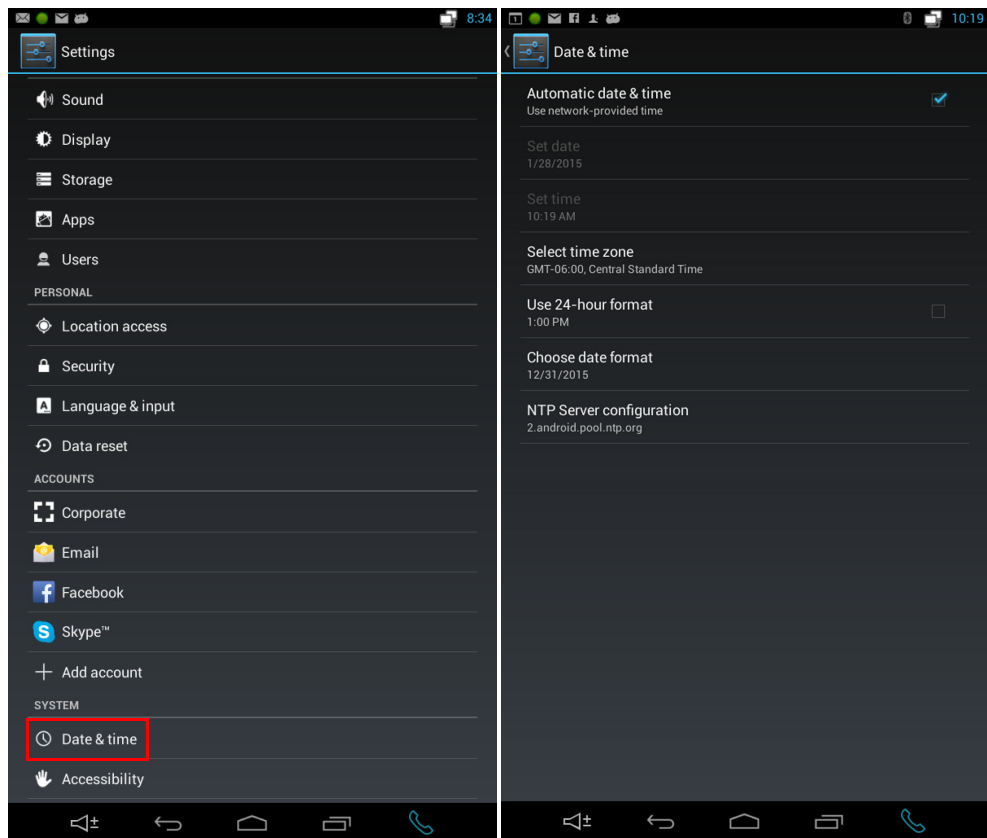 8:34
Settings
Sound
Display
Storage
Apps
Users
PERSONAL
Location access
Security
A Language & input
Data reset
ACCOUNTS
Corporate
Email
f Facebook
S Skype™
Add account
SYSTEM
Date & time
Accessibility
1 10:19
Date & time
Automatic date & time
Use network-provided time
Set date
1/28/2015
Set time
10:19 AM
Select time zone
GMT-06:00, Central Standard Time
Use 24-hour format
1:00 PM
Choose date format
12/31/2015
NTP Server configuration
2.android.pool.ntp.org